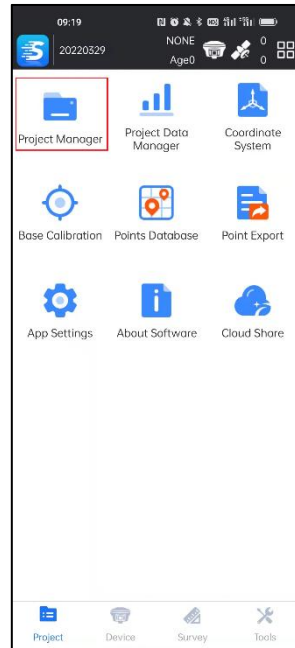 09:19
20220329
NONE
Age0
0
0
Project Manager
Project Data
Manager
Coordinate
System
Base Calibration
Points Database
Point Export
App Settings
About Software
Cloud Share
Project
Device
Survey
Tools